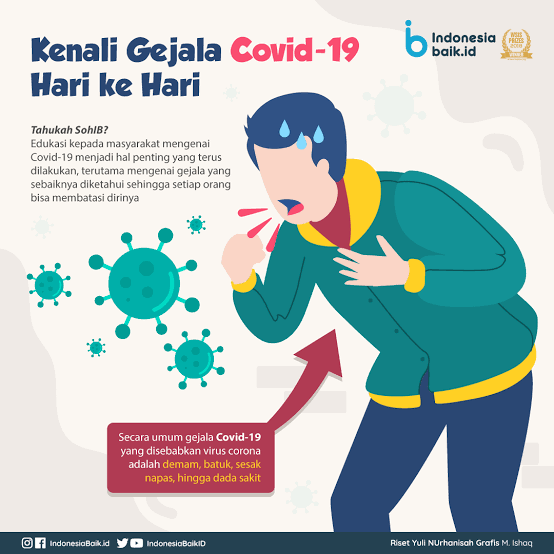 Kenali Gejala Covid-19
Hari ke Hari
Indonesia
baik.id
Tahukah SohIB?
Edukasi kepada masyarakat mengenai
Covid-19 menjadi hal penting yang terus
dilakukan, terutama mengenai gejala yang
sebaiknya diketahui sehingga setiap orang
bisa membatasi dirinya
Secara umum gejala Covid-19
yang disebabkan virus corona
adalah demam, batuk, sesak
napas, hingga dada sakit
IndonesiaBaik.id
IndonesiaBaikID
Riset Yuli NUrhanisah Grafis M. Ishaq